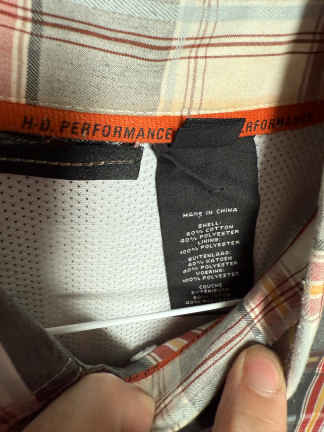 H-D. PERFORMANCE
RFORMANCE
MADE IN CHINA
SHELL:
60% COTTON
40% POLYESTER
LINING:
100% POLYESTER
BUITENLAAG:
60% KATOEN
40% POLYESTER
VOERING:
100% POLYESTER
COUCHE